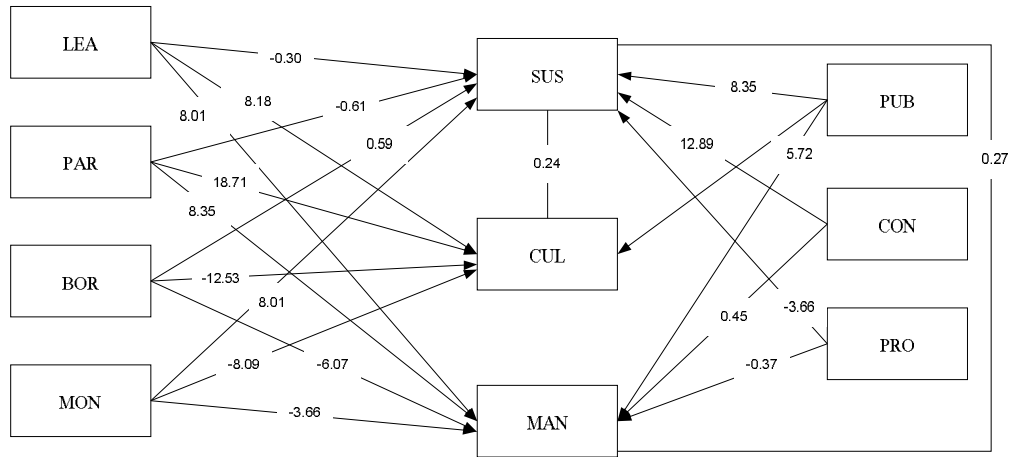 LEA
PAR
BOR
MON
SUS
CUL
MAN
PUB
CON
PRO
-0.30
8.18
8.01
-0.61
18.71
8.35
0.59
-12.53
-6.07
8.01
-8.09
-3.66
0.24
8.35
5.72
12.89
0.45
-3.66
-0.37
0.27